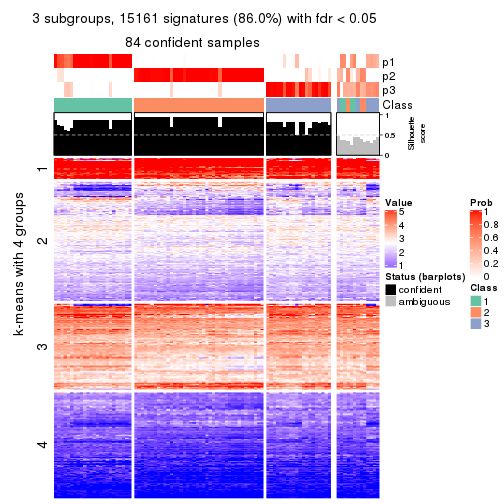 3 subgroups, 15161 signatures (86.0%) with fdr < 0.05
84 confident samples
p1
p2
p3
Class
1
0.5
0
Silhouette
score
k-means with 4 groups
1
2
3
4
Value
5
4
3
2
1
Status (barplots)
confident
ambiguous
Prob
1
0.8
0.6
0.4
0.2
0
Class
1
2
3